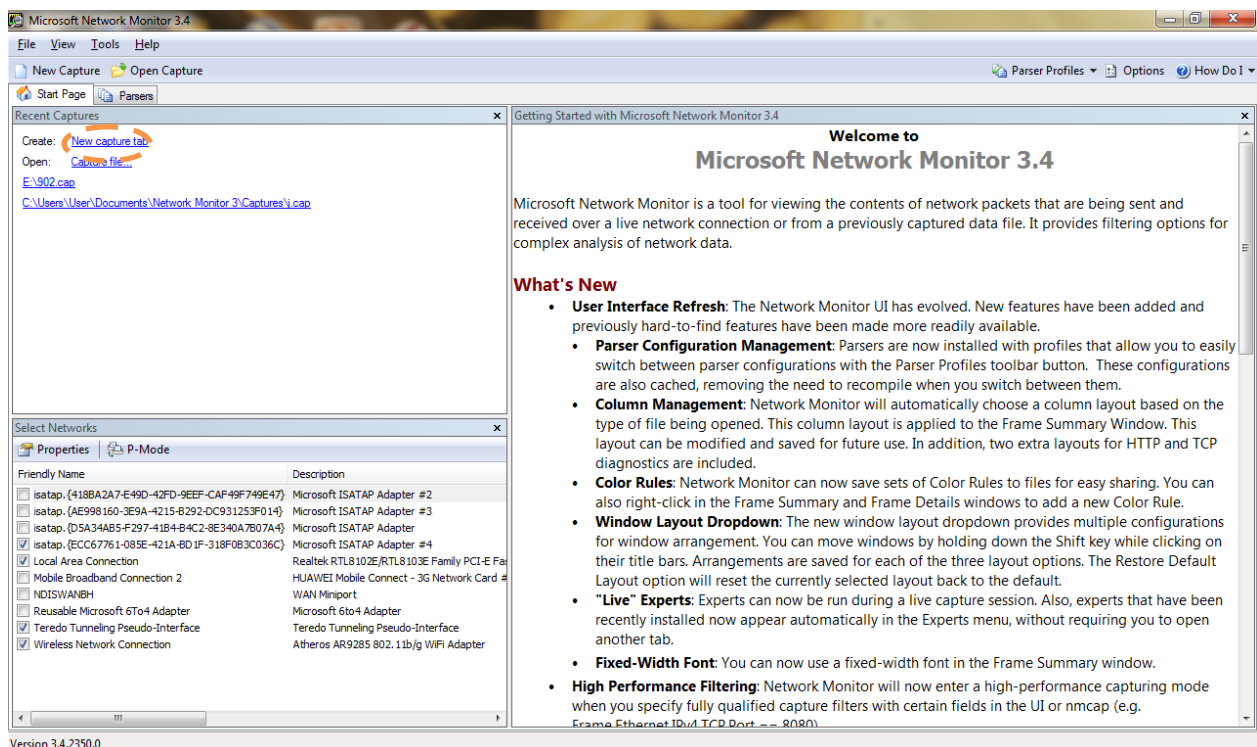 Microsoft Network Monitor 3.4
File View Tools Help
New Capture Open Capture
Parser Profiles Options How Do I
Start Page Parsers
Recent Captures x
Create: New capture tab
Open: Capture file...
E:\902.cap
C:\Users\User\Documents\Network Monitor 3\Captures\j.cap
Select Networks x
Properties P-Mode
Friendly Name Description
isatap.{418BA2A7-E49D-42FD-9EEF-CAF49F749E47} Microsoft ISATAP Adapter #2
isatap.{AE998160-3E9A-4215-B292-DC931253F014} Microsoft ISATAP Adapter #3
isatap.{D5A34AB5-F297-41B4-B4C2-8E340A7B07A4} Microsoft ISATAP Adapter
isatap.{ECC67761-085E-421A-BD1F-318F0B3C036C} Microsoft ISATAP Adapter #4
Local Area Connection Realtek RTL8102E/RTL8103E Family PCI-E Fas
Mobile Broadband Connection 2 HUAWEI Mobile Connect - 3G Network Card #
NDISWANBH WAN Miniport
Reusable Microsoft 6To4 Adapter Microsoft 6to4 Adapter
Teredo Tunneling Pseudo-Interface Teredo Tunneling Pseudo-Interface
Wireless Network Connection Atheros AR9285 802.11b/g WiFi Adapter
Getting Started with Microsoft Network Monitor 3.4 x
Welcome to
Microsoft Network Monitor 3.4
Microsoft Network Monitor is a tool for viewing the contents of network packets that are being sent and
received over a live network connection or from a previously captured data file. It provides filtering options for
complex analysis of network data.
What's New
• User Interface Refresh: The Network Monitor UI has evolved. New features have been added and
previously hard-to-find features have been made more readily available.
• Parser Configuration Management: Parsers are now installed with profiles that allow you to easily
switch between parser configurations with the Parser Profiles toolbar button. These configurations
are also cached, removing the need to recompile when you switch between them.
• Column Management: Network Monitor will automatically choose a column layout based on the
type of file being opened. This column layout is applied to the Frame Summary Window. This
layout can be modified and saved for future use. In addition, two extra layouts for HTTP and TCP
diagnostics are included.
• Color Rules: Network Monitor can now save sets of Color Rules to files for easy sharing. You can
also right-click in the Frame Summary and Frame Details windows to add a new Color Rule.
• Window Layout Dropdown: The new window layout dropdown provides multiple configurations
for window arrangement. You can move windows by holding down the Shift key while clicking on
their title bars. Arrangements are saved for each of the three layout options. The Restore Default
Layout option will reset the currently selected layout back to the default.
• "Live" Experts: Experts can now be run during a live capture session. Also, experts that have been
recently installed now appear automatically in the Experts menu, without requiring you to open
another tab.
• Fixed-Width Font: You can now use a fixed-width font in the Frame Summary window.
• High Performance Filtering: Network Monitor will now enter a high-performance capturing mode
when you specify fully qualified capture filters with certain fields in the UI or nmcap (e.g.
Frame.Ethernet.IPv4.TCP.Port == 8080)
Version 3.4.2350.0